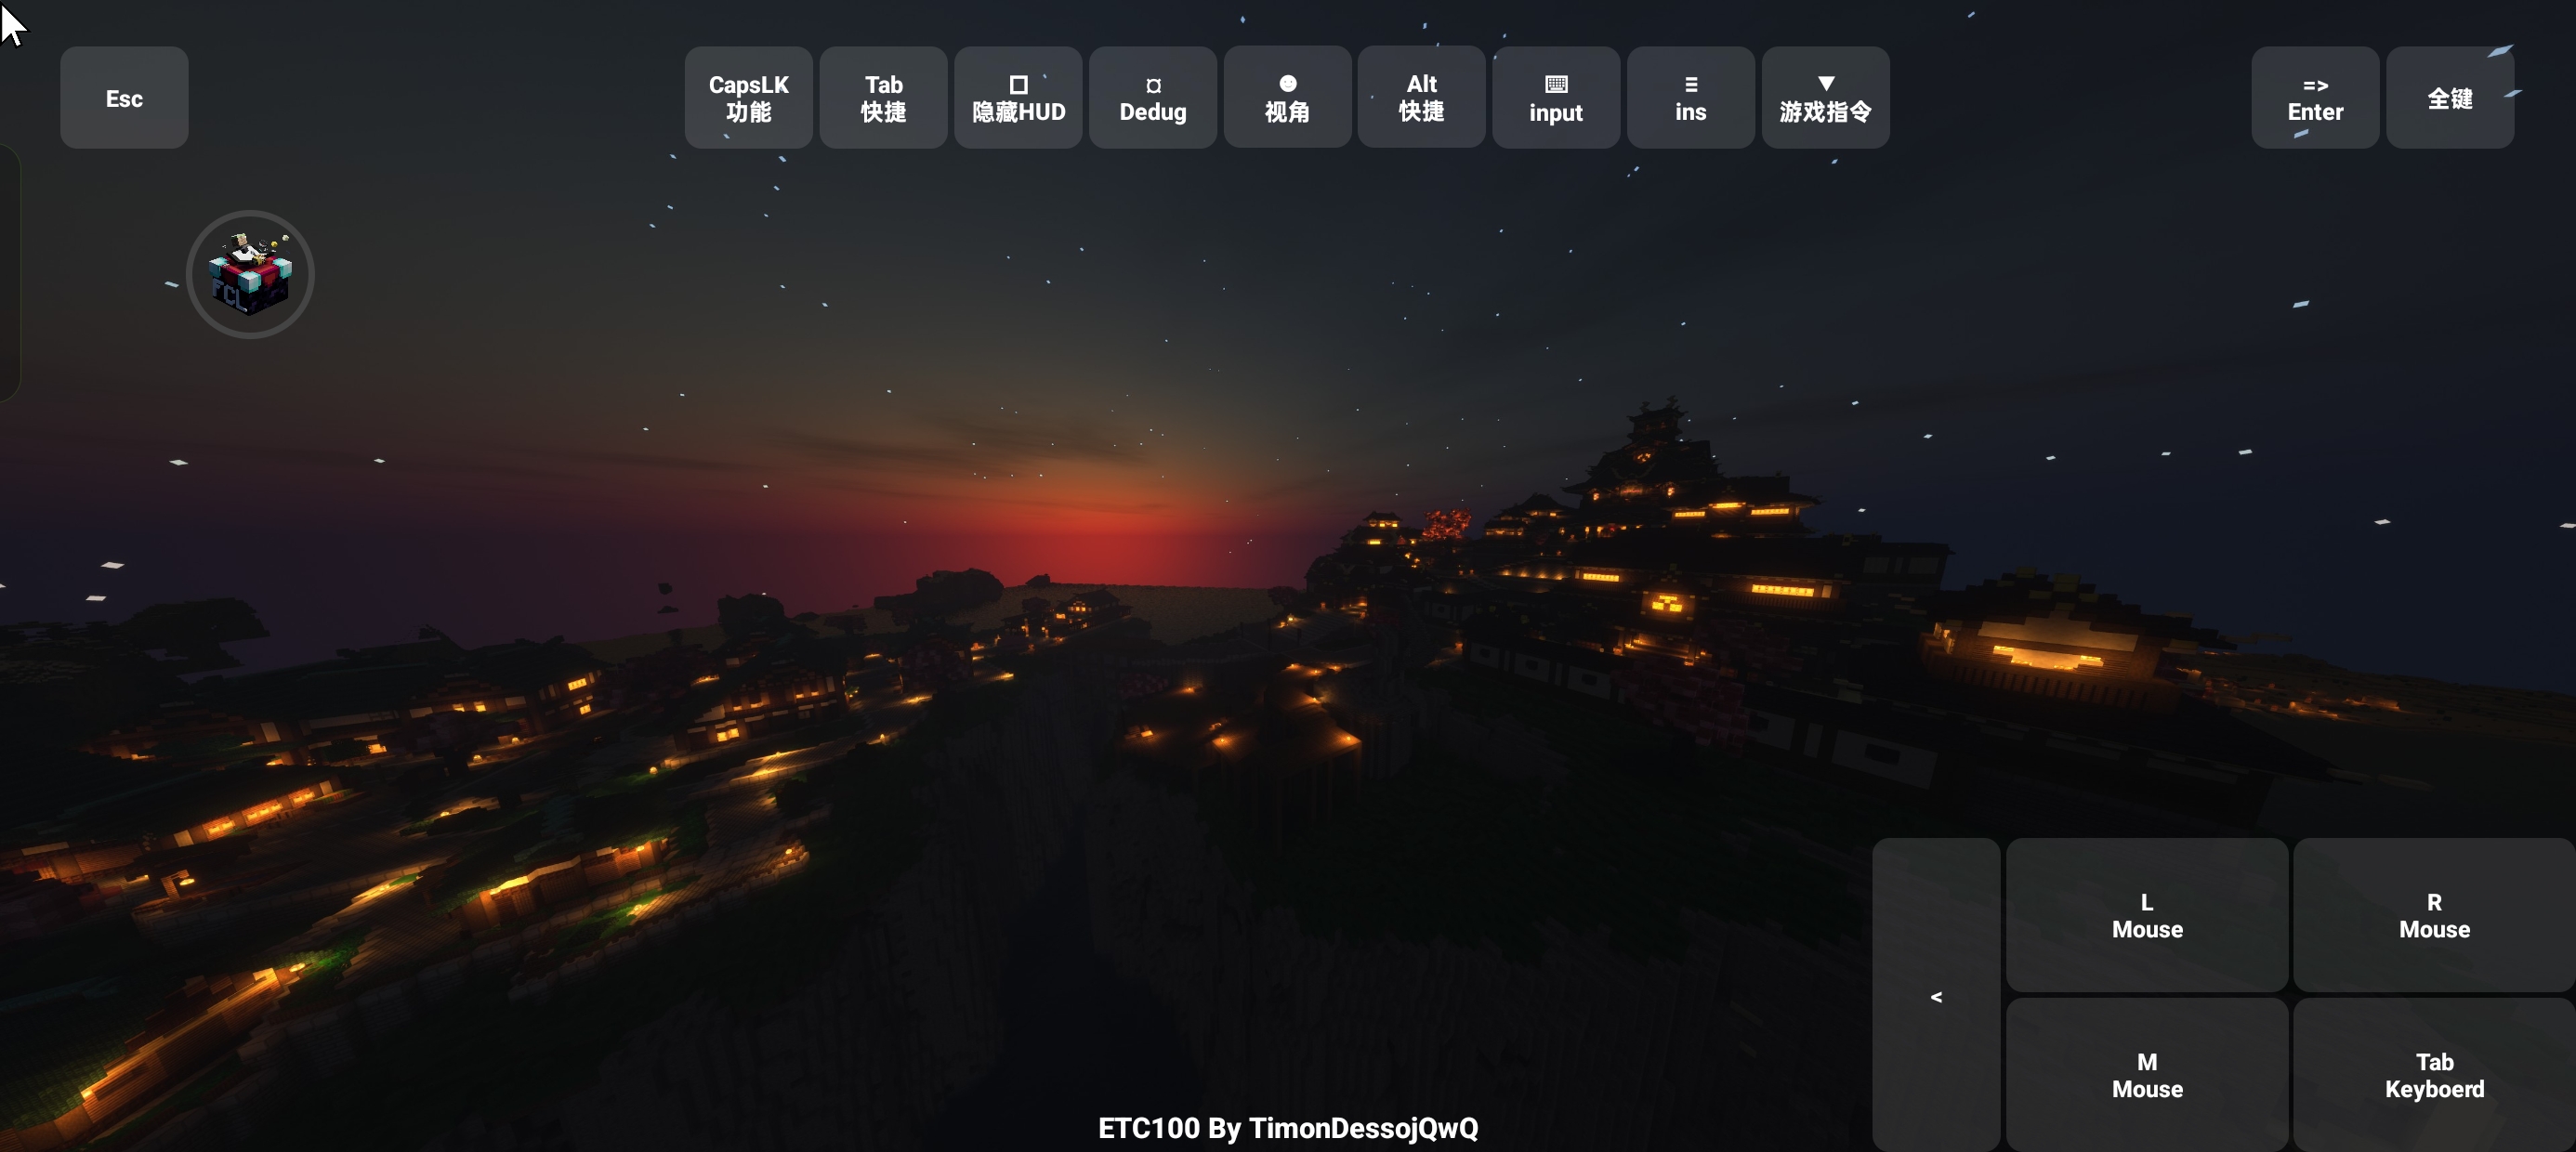 Esc
CapsLK
功能
Tab
快捷
隐藏HUD
Dedug
视角
Alt
快捷
input
ins
游戏指令
=>
Enter
全键
FCL
<
L
Mouse
R
Mouse
M
Mouse
Tab
Keyboerd
ETC100 By TimonDessojQwQ